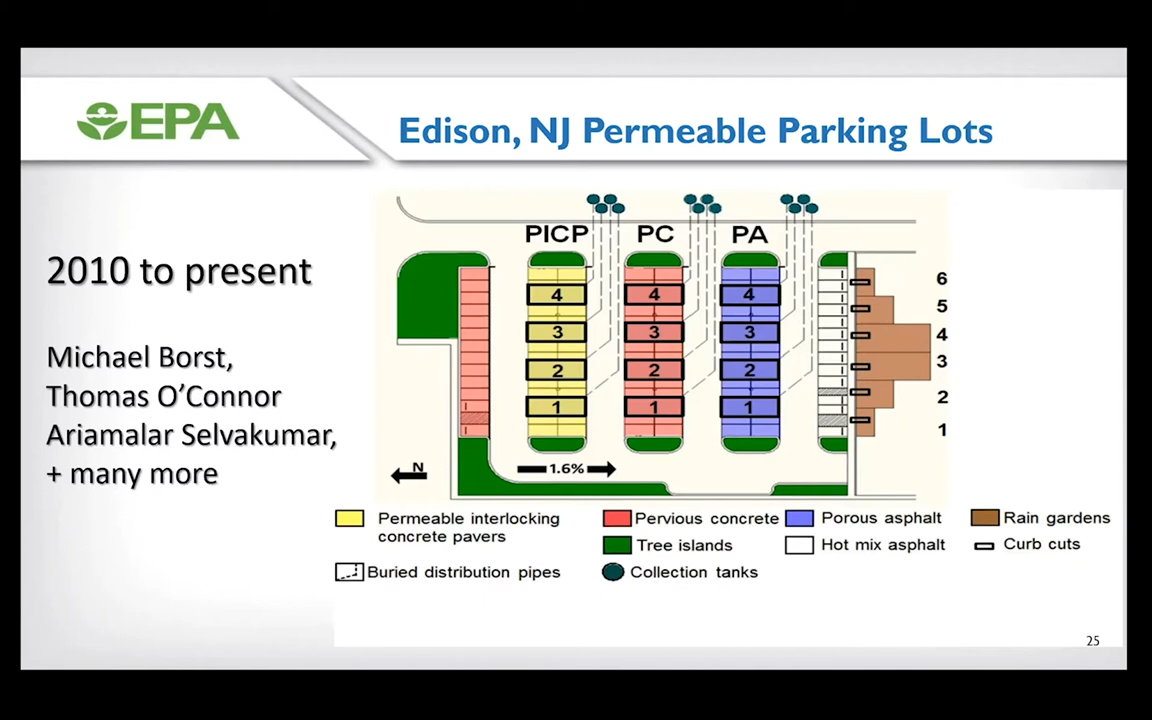 EPA
Edison, NJ Permeable Parking Lots
2010 to present
Michael Borst,
Thomas O’Connor
Ariamalar Selvakumar,
+ many more
PICP PC PA
4 4 4
3 3 3
2 2 2
1 1 1
6
5
4
3
2
1
N
1.6%
Permeable interlocking
concrete pavers
Pervious concrete
Porous asphalt
Rain gardens
Tree islands
Hot mix asphalt
Curb cuts
Buried distribution pipes
Collection tanks
25